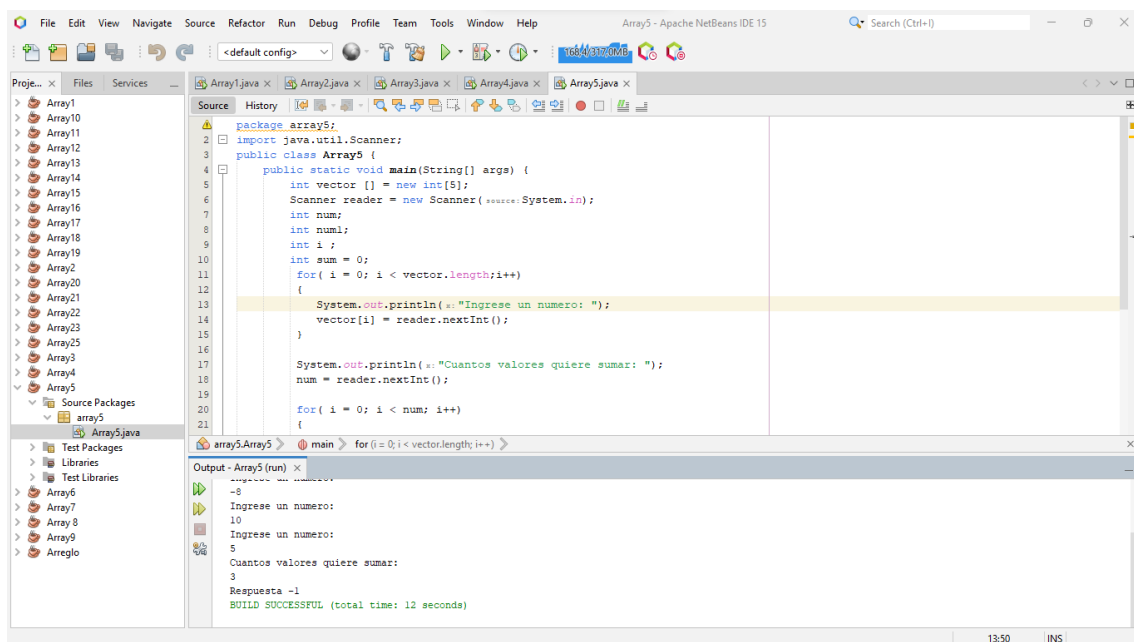 File Edit View Navigate Source Refactor Run Debug Profile Team Tools Window Help Array5 - Apache NetBeans IDE 15 Search (Ctrl+I)
<default config> 168,4/317,0MB
Proje... × Files Services
Array1.java × Array2.java × Array3.java × Array4.java × Array5.java ×
Array1
Array10
Array11
Array12
Array13
Array14
Array15
Array16
Array17
Array18
Array19
Array2
Array20
Array21
Array22
Array23
Array25
Array3
Array4
Array5
Source Packages
array5
Array5.java
Test Packages
Libraries
Test Libraries
Array6
Array7
Array 8
Array9
Arreglo
Source History
package array5;
2 import java.util.Scanner;
3 public class Array5 {
4 public static void main(String[] args) {
5 int vector [] = new int[5];
6 Scanner reader = new Scanner( source: System.in);
7 int num;
8 int num1;
9 int i ;
10 int sum = 0;
11 for( i = 0; i < vector.length;i++)
12 {
13 System.out.println( x: "Ingrese un numero: ");
14 vector[i] = reader.nextInt();
15 }
16
17 System.out.println( x: "Cuantos valores quiere sumar: ");
18 num = reader.nextInt();
19
20 for( i = 0; i < num; i++)
21 {
array5.Array5 main for (i = 0; i < vector.length; i++)
Output - Array5 (run) ×
Ingrese un numero:
-8
Ingrese un numero:
10
Ingrese un numero:
5
Cuantos valores quiere sumar:
3
Respuesta -1
BUILD SUCCESSFUL (total time: 12 seconds)
13:50 INS